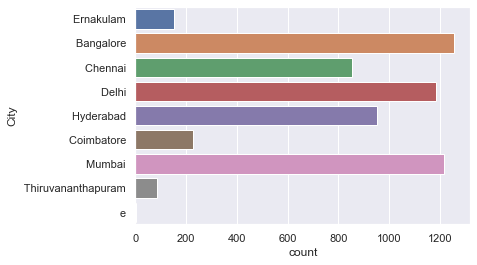 Ernakulam
Bangalore
Chennai
Delhi
Hyderabad
Coimbatore
Mumbai
Thiruvananthapuram
e
City
0 200 400 600 800 1000 1200
count